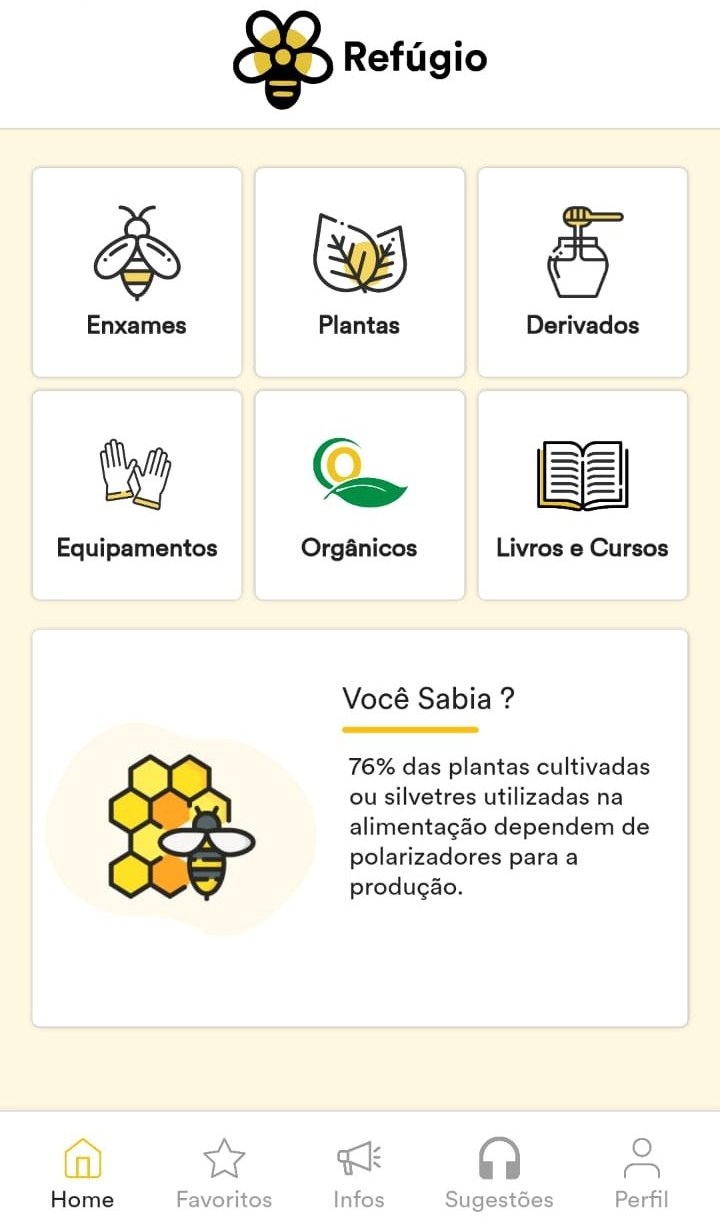 Refúgio
Enxames
Plantas
Derivados
Equipamentos
Orgânicos
Livros e Cursos
Você Sabia ?
76% das plantas cultivadas
ou silvetres utilizadas na
alimentação dependem de
polarizadores para a
produção.
Home
Favoritos
Infos
Sugestões
Perfil